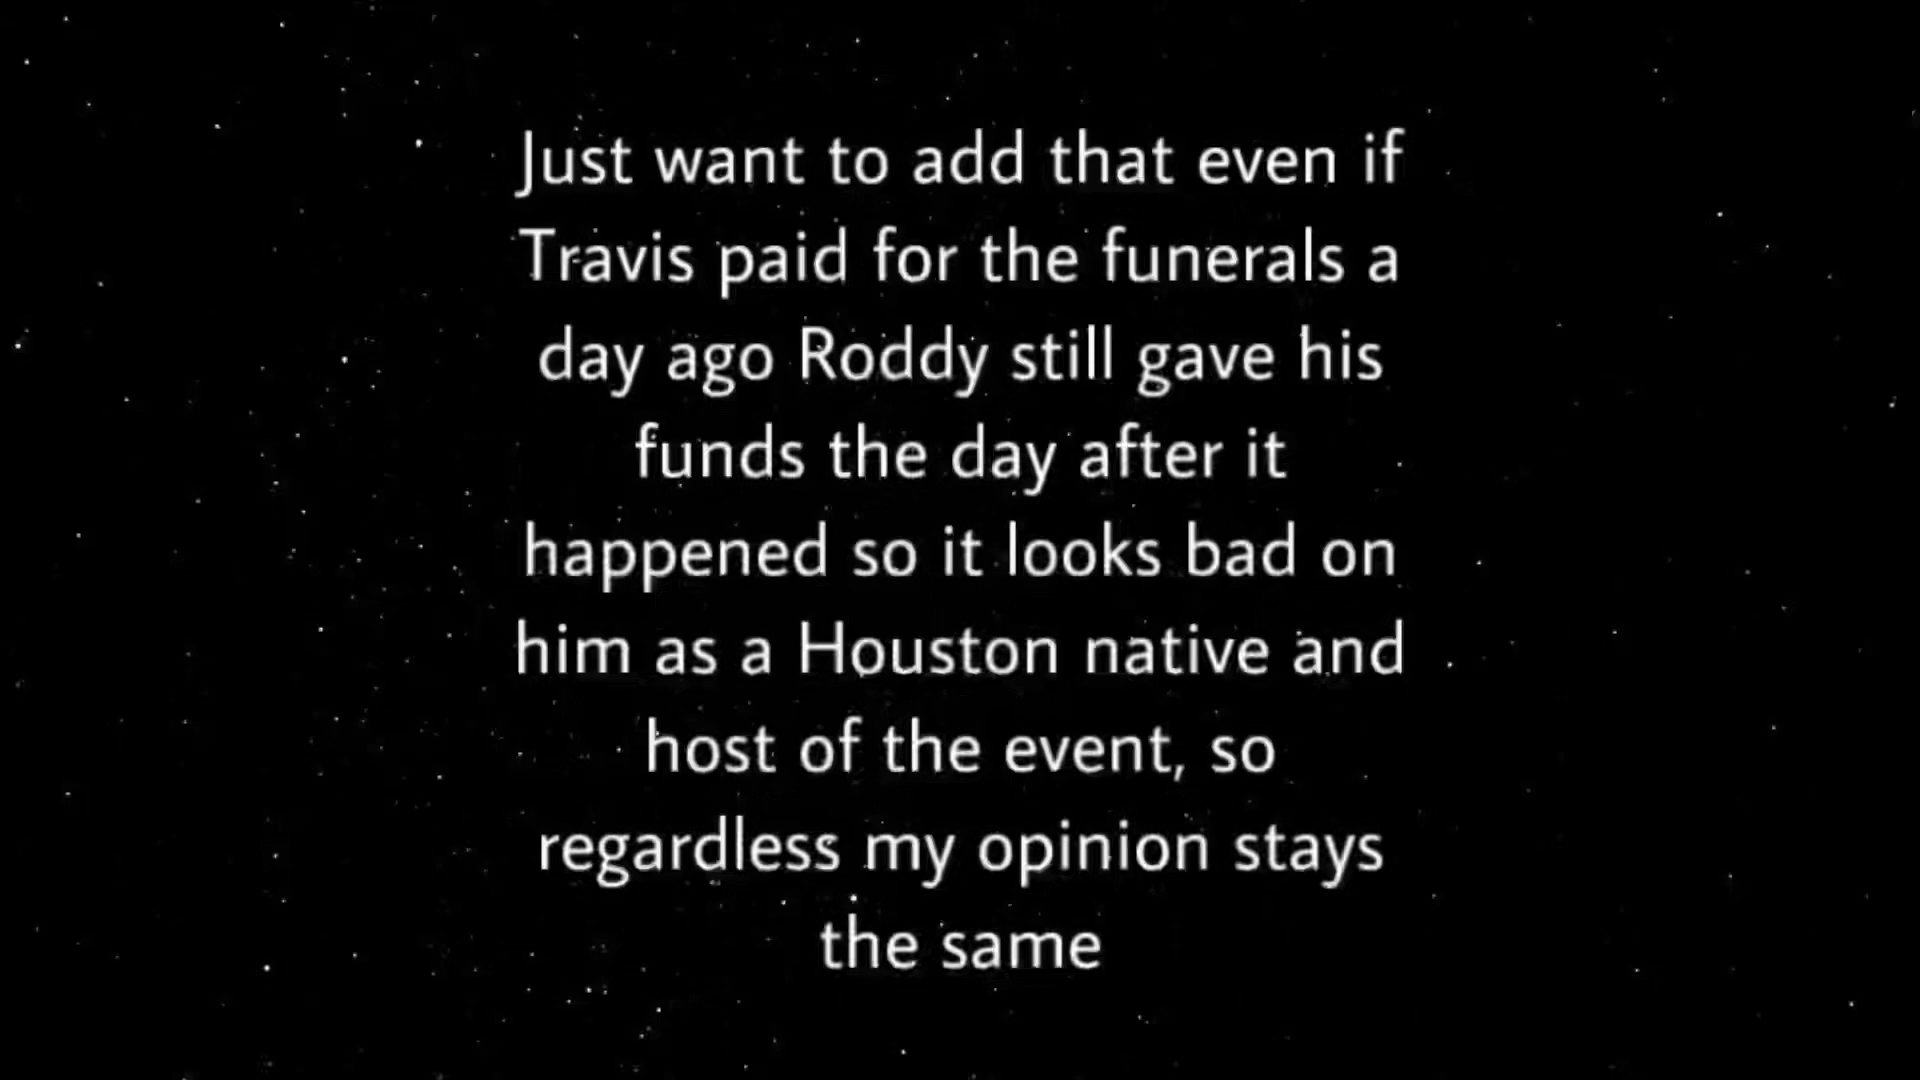 Just want to add that even if
Travis paid for the funerals a
day ago Roddy still gave his
funds the day after it
happened so it looks bad on
him as a Houston native and
host of the event, so
regardless my opinion stays
the same